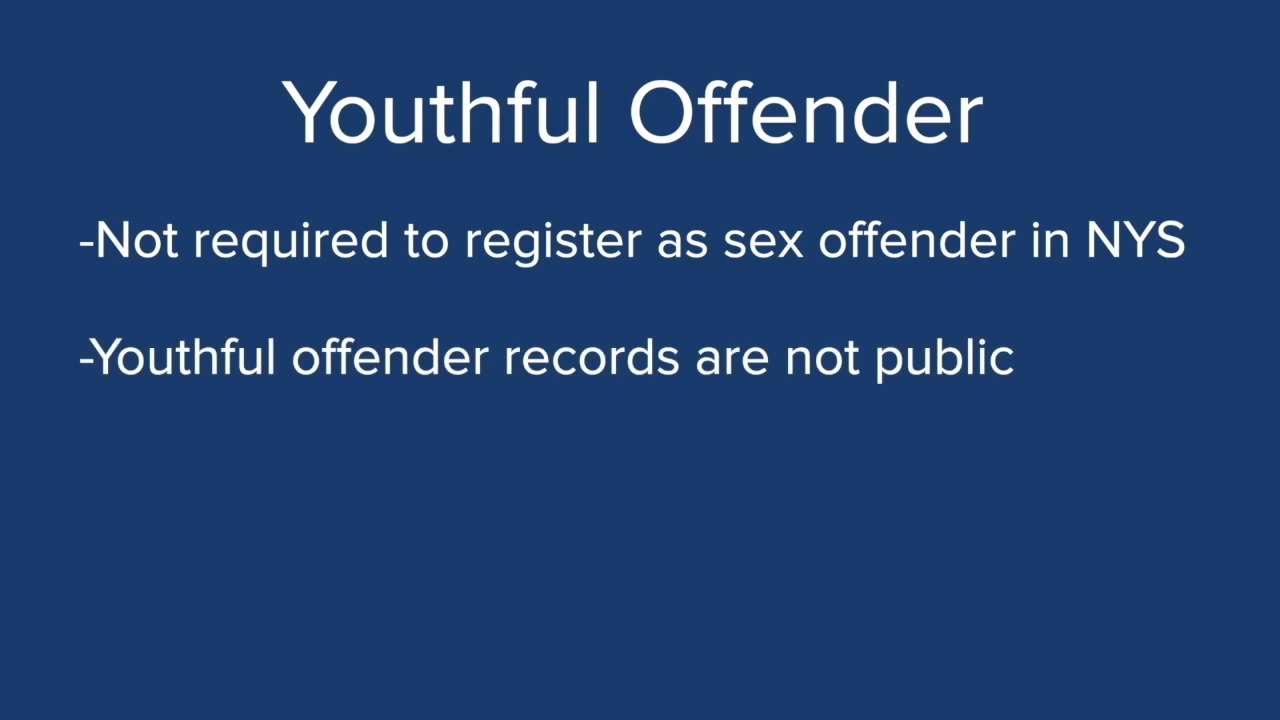 Youthful Offender
-Not required to register as sex offender in NYS
-Youthful offender records are not public